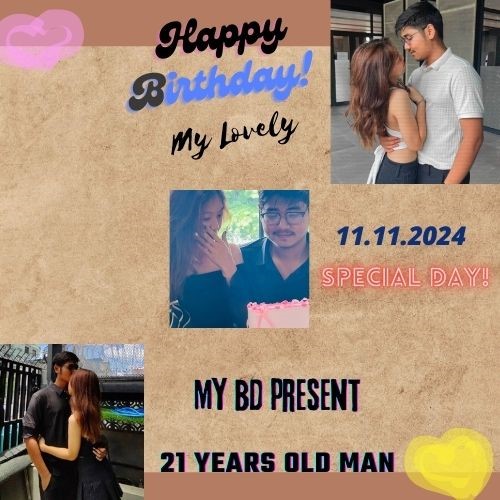 Happy
Birthday!
My Lovely
11.11.2024
SPECIAL DAY!
MY BD PRESENT
21 YEARS OLD MAN